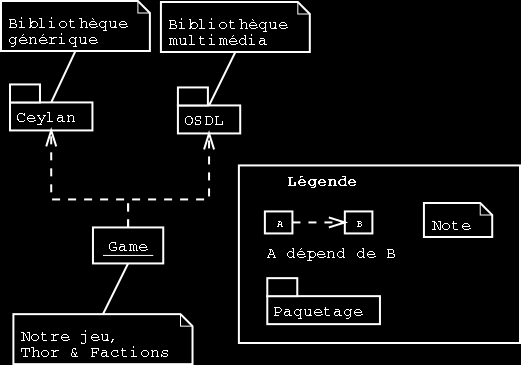 Bibliothèque
générique
Bibliothèque
multimédia
Ceylan
OSDL
Game
Notre jeu,
Thor & Factions
Légende
A
B
A dépend de B
Note
Paquetage